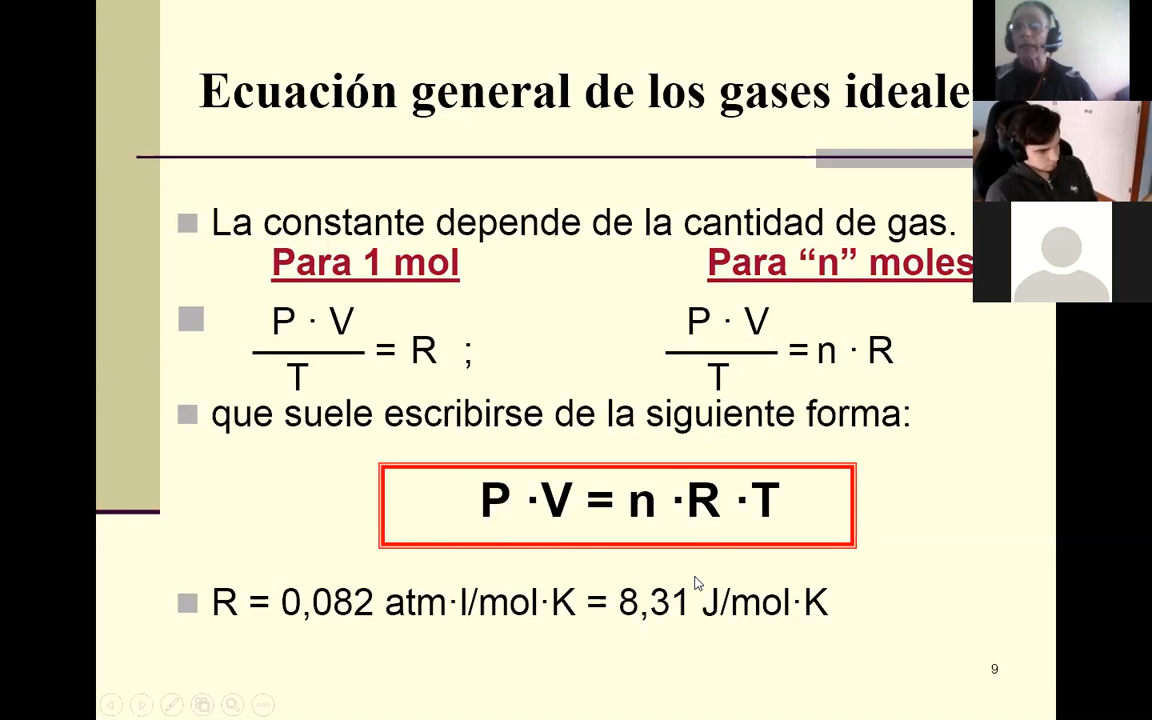 Ecuación general de los gases ideale
La constante depende de la cantidad de gas.
Para 1 mol Para “n” moles
P · V P · V
= R ; = n · R
T T
que suele escribirse de la siguiente forma:
P ·V = n ·R ·T
R = 0,082 atm·l/mol·K = 8,31 J/mol·K
9